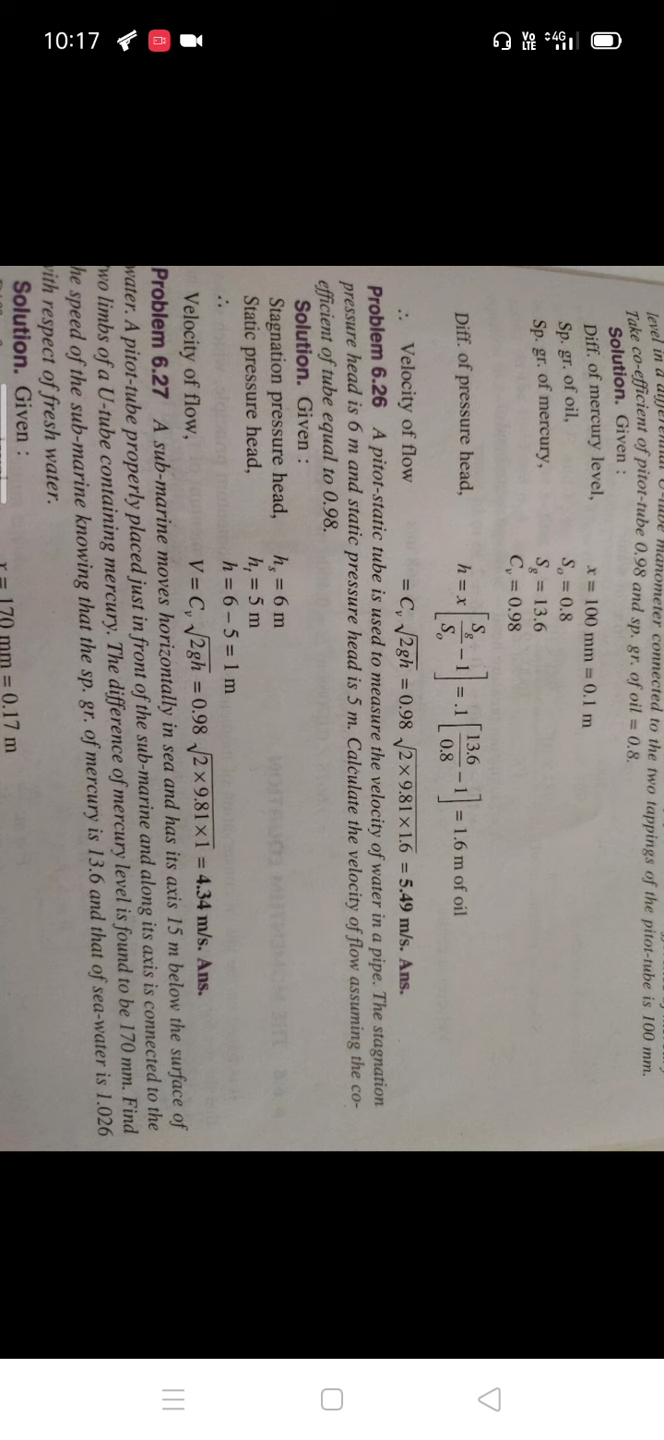 10:17
Vo LTE 4G
level in a U-tube manometer connected to the two tappings of the pitot-tube is 100 mm.
Take co-efficient of pitot-tube 0.98 and sp. gr. of oil = 0.8.
Solution. Given :
Diff. of mercury level, x = 100 mm = 0.1 m
Sp. gr. of oil, Sₒ = 0.8
Sp. gr. of mercury, S_g = 13.6
C_v = 0.98
Diff. of pressure head, h = x [S_g/Sₒ − 1] = .1 [13.6/0.8 − 1] = 1.6 m of oil
∴ Velocity of flow = C_v √2gh = 0.98 √2 × 9.81 × 1.6 = 5.49 m/s. Ans.
Problem 6.26 A pitot-static tube is used to measure the velocity of water in a pipe. The stagnation
pressure head is 6 m and static pressure head is 5 m. Calculate the velocity of flow assuming the co-
efficient of tube equal to 0.98.
Solution. Given :
Stagnation pressure head, h_s = 6 m
Static pressure head, h_t = 5 m
∴ h = 6 − 5 = 1 m
Velocity of flow, V = C_v √2gh = 0.98 √2 × 9.81 × 1 = 4.34 m/s. Ans.
Problem 6.27 A sub-marine moves horizontally in sea and has its axis 15 m below the surface of
water. A pitot-tube properly placed just in front of the sub-marine and along its axis is connected to the
two limbs of a U-tube containing mercury. The difference of mercury level is found to be 170 mm. Find
he speed of the sub-marine knowing that the sp. gr. of mercury is 13.6 and that of sea-water is 1.026
vith respect of fresh water.
Solution. Given :
x = 170 mm = 0.17 m